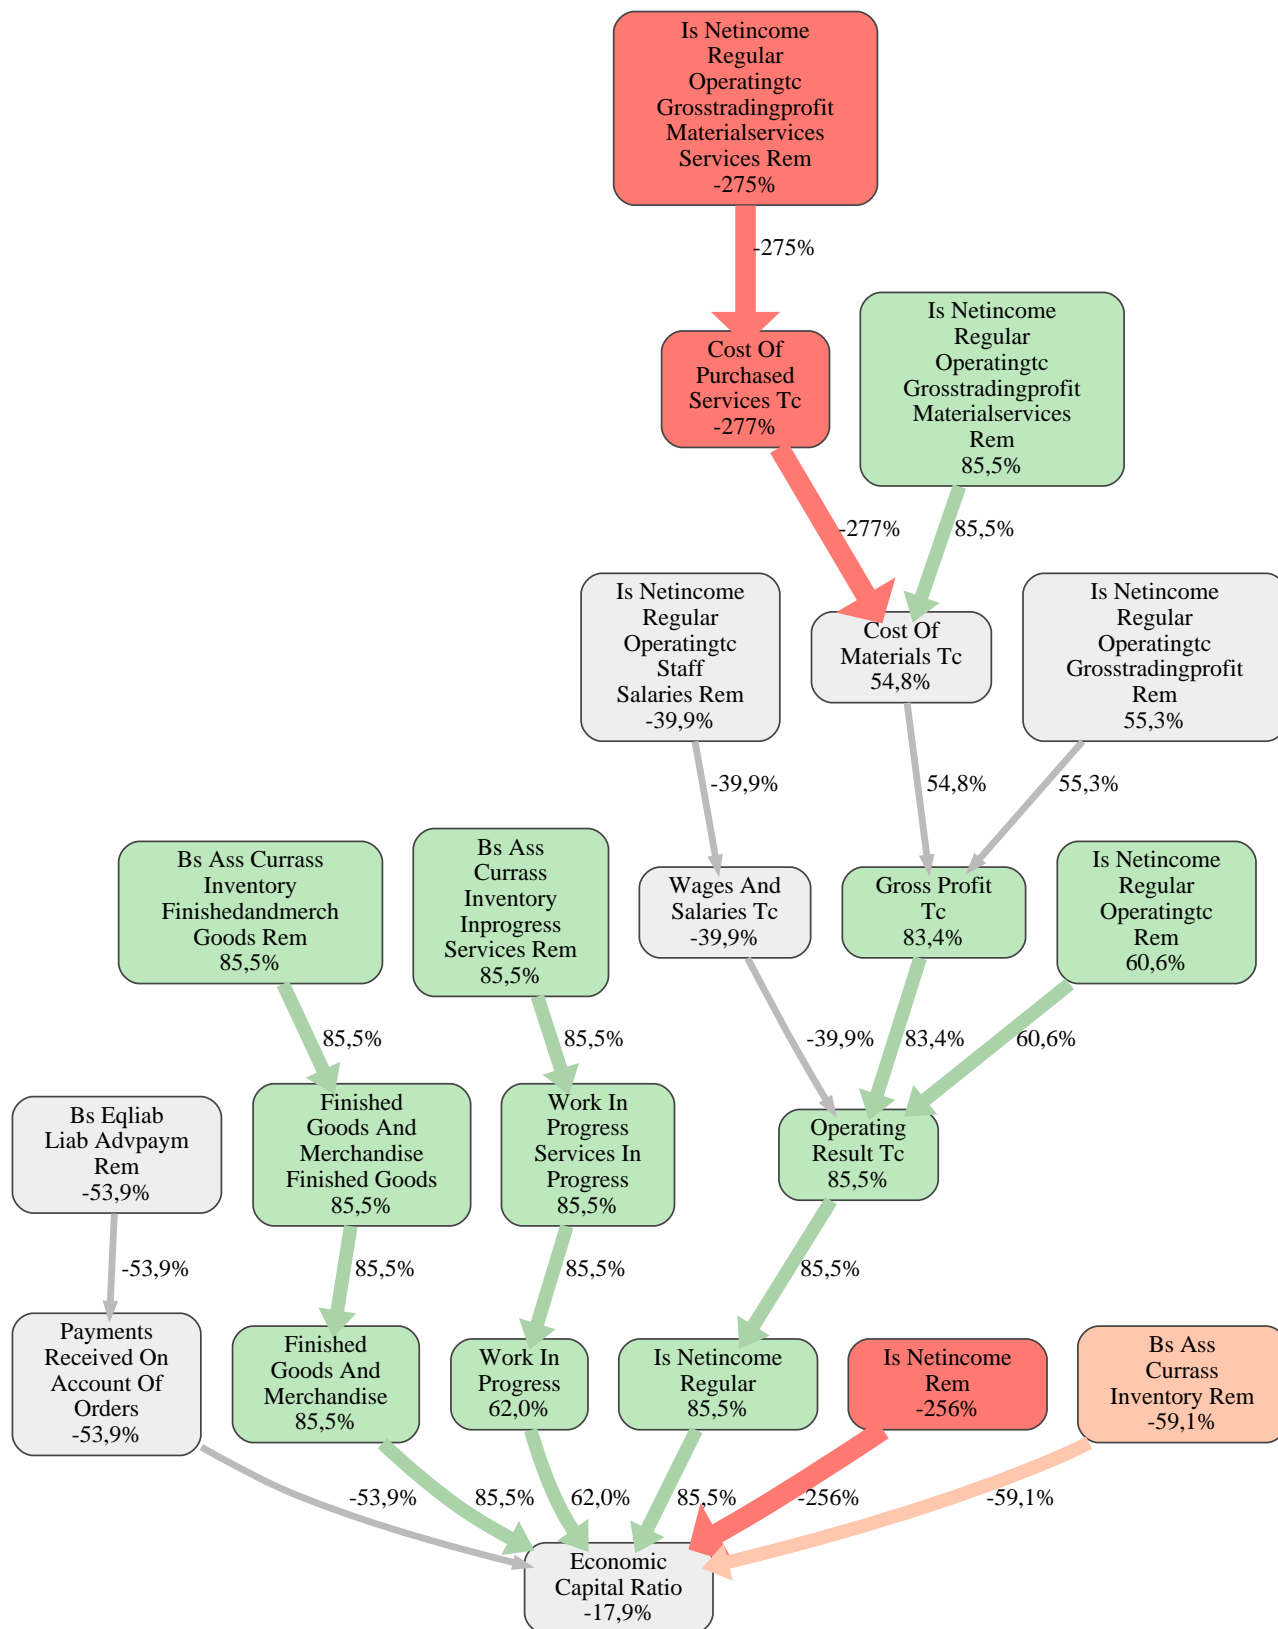 Is Netincome
Regular
Operatingtc
Grosstradingprofit
Materialservices
Services Rem
-275%
-275%
Cost Of
Purchased
Services Tc
-277%
Is Netincome
Regular
Operatingtc
Grosstradingprofit
Materialservices
Rem
85,5%
-277%
85,5%
Is Netincome
Regular
Operatingtc
Staff
Salaries Rem
-39,9%
Cost Of
Materials Tc
54,8%
Is Netincome
Regular
Operatingtc
Grosstradingprofit
Rem
55,3%
-39,9%
54,8%
55,3%
Bs Ass Currass
Inventory
Finishedandmerch
Goods Rem
85,5%
Bs Ass
Currass
Inventory
Inprogress
Services Rem
85,5%
Wages And
Salaries Tc
-39,9%
Gross Profit
Tc
83,4%
Is Netincome
Regular
Operatingtc
Rem
60,6%
85,5%
85,5%
-39,9%
83,4%
60,6%
Bs Eqliab
Liab Advpaym
Rem
-53,9%
Finished
Goods And
Merchandise
Finished Goods
85,5%
Work In
Progress
Services In
Progress
85,5%
Operating
Result Tc
85,5%
-53,9%
85,5%
85,5%
85,5%
Payments
Received On
Account Of
Orders
-53,9%
Finished
Goods And
Merchandise
85,5%
Work In
Progress
62,0%
Is Netincome
Regular
85,5%
Is Netincome
Rem
-256%
Bs Ass
Currass
Inventory Rem
-59,1%
-53,9%
85,5%
62,0%
85,5%
-256%
-59,1%
Economic
Capital Ratio
-17,9%